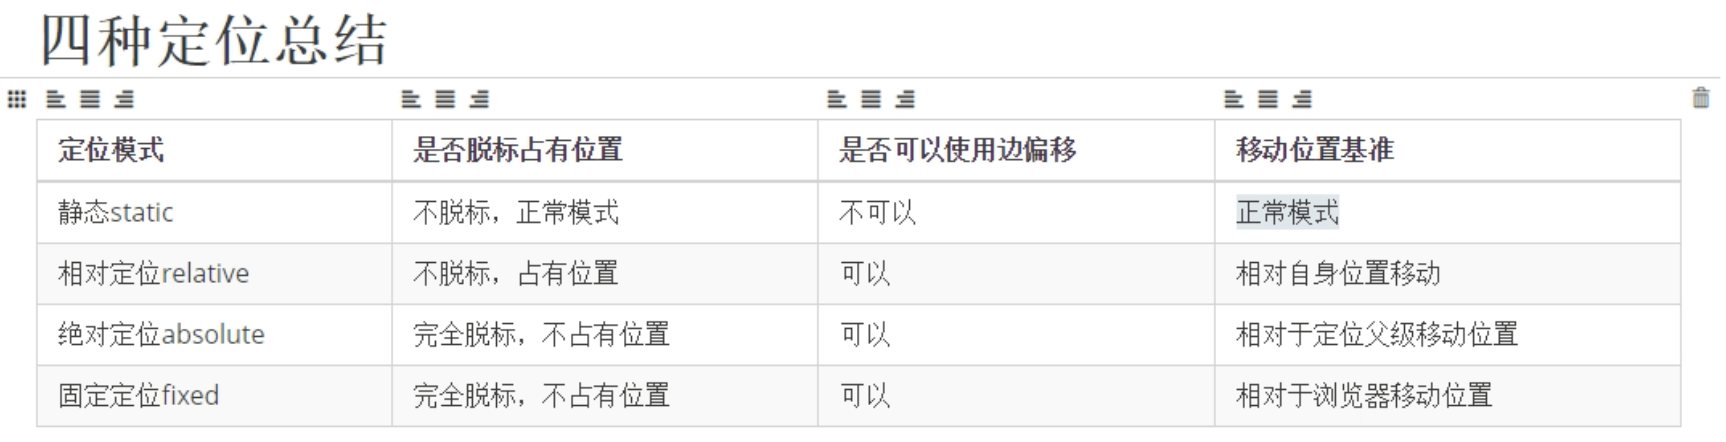 四种定位总结
定位模式 是否脱标占有位置 是否可以使用边偏移 移动位置基准
静态static 不脱标，正常模式 不可以 正常模式
相对定位relative 不脱标，占有位置 可以 相对自身位置移动
绝对定位absolute 完全脱标，不占有位置 可以 相对于定位父级移动位置
固定定位fixed 完全脱标，不占有位置 可以 相对于浏览器移动位置